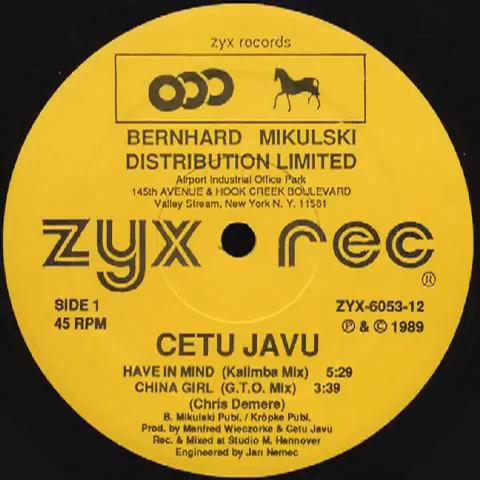 zyx rocords
BERNHARD MIKULSKI
DISTRIBUTION LIMITED
Airport Industrial Office Park
145th AVENUE & HOOK CREEK BOULEVARD
Valley Stream, New York N. Y. 11581
zyx rec ®
SIDE 1
45 RPM
ZYX-6053-12
℗ & © 1989
CETU JAVU
HAVE IN MIND (Kalimba Mix) 5:29
CHINA GIRL (G.T.O. Mix) 3:39
(Chris Demere)
B. Mikulski Publ. / Kröpke Publ.
Prod. by Manfred Wieczorke & Cetu Javu
Rec. & Mixed at Studio M. Hannover
Engineered by Jan Nemec